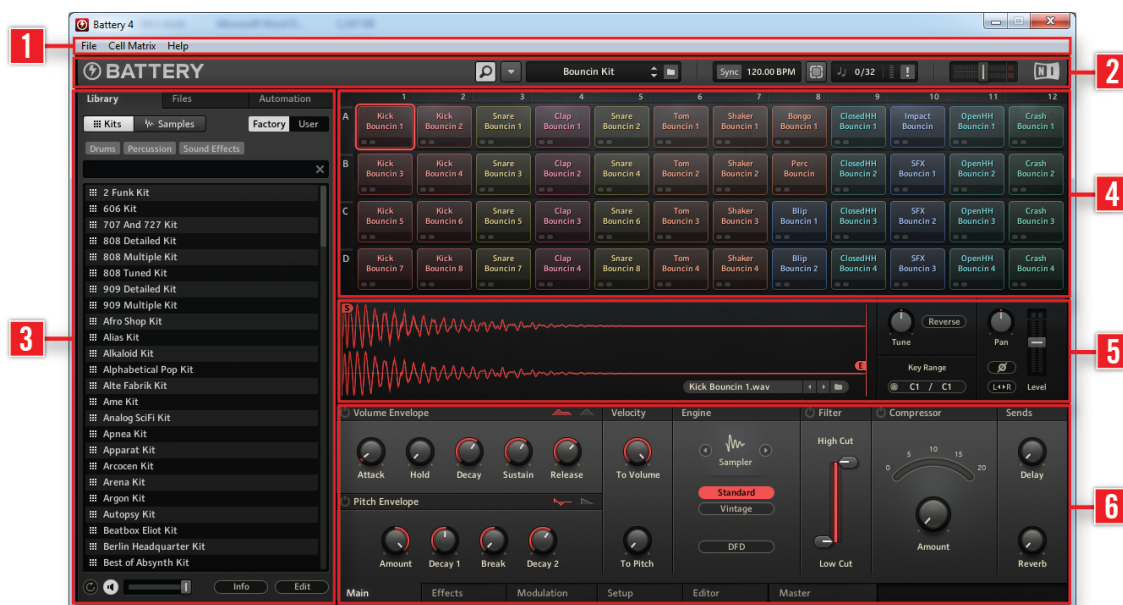 Battery 4
1
File Cell Matrix Help
BATTERY
Bouncin Kit
Sync 120.00 BPM
0/32
!
NI
2
Library Files Automation
Kits Samples Factory User
Drums Percussion Sound Effects
×
2 Funk Kit
606 Kit
707 And 727 Kit
808 Detailed Kit
808 Multiple Kit
808 Tuned Kit
909 Detailed Kit
909 Multiple Kit
Afro Shop Kit
Alias Kit
Alkaloid Kit
Alphabetical Pop Kit
Alte Fabrik Kit
Ame Kit
Analog SciFi Kit
Apnea Kit
Apparat Kit
Arcocen Kit
Arena Kit
Argon Kit
Autopsy Kit
Beatbox Eliot Kit
Berlin Headquarter Kit
Best of Absynth Kit
Info Edit
3
1 2 3 4 5 6 7 8 9 10 11 12
A
Kick Kick Snare Clap Snare Tom Shaker Bongo ClosedHH Impact OpenHH Crash
Bouncin 1 Bouncin 2 Bouncin 1 Bouncin 1 Bouncin 2 Bouncin 1 Bouncin 1 Bouncin 1 Bouncin 1 Bouncin Bouncin 1 Bouncin 1
B
Kick Kick Snare Clap Snare Tom Shaker Perc ClosedHH SFX OpenHH Crash
Bouncin 3 Bouncin 4 Bouncin 3 Bouncin 2 Bouncin 4 Bouncin 2 Bouncin 2 Bouncin Bouncin 2 Bouncin 1 Bouncin 2 Bouncin 2
C
Kick Kick Snare Clap Snare Tom Shaker Blip ClosedHH SFX OpenHH Crash
Bouncin 5 Bouncin 6 Bouncin 5 Bouncin 3 Bouncin 6 Bouncin 3 Bouncin 3 Bouncin 1 Bouncin 3 Bouncin 2 Bouncin 3 Bouncin 3
D
Kick Kick Snare Clap Snare Tom Shaker Blip ClosedHH SFX OpenHH Crash
Bouncin 7 Bouncin 8 Bouncin 7 Bouncin 4 Bouncin 8 Bouncin 4 Bouncin 4 Bouncin 2 Bouncin 4 Bouncin 3 Bouncin 4 Bouncin 4
4
S
E
Kick Bouncin 1.wav
Tune Reverse Pan
Key Range
C1 / C1
L R Level
5
Volume Envelope Velocity Engine Filter Compressor Sends
Attack Hold Decay Sustain Release To Volume
Sampler
Standard
Vintage
DFD
High Cut
Low Cut
0 5 10 15 20
Amount
Delay
Reverb
Pitch Envelope
Amount Decay 1 Break Decay 2 To Pitch
6
Main Effects Modulation Setup Editor Master